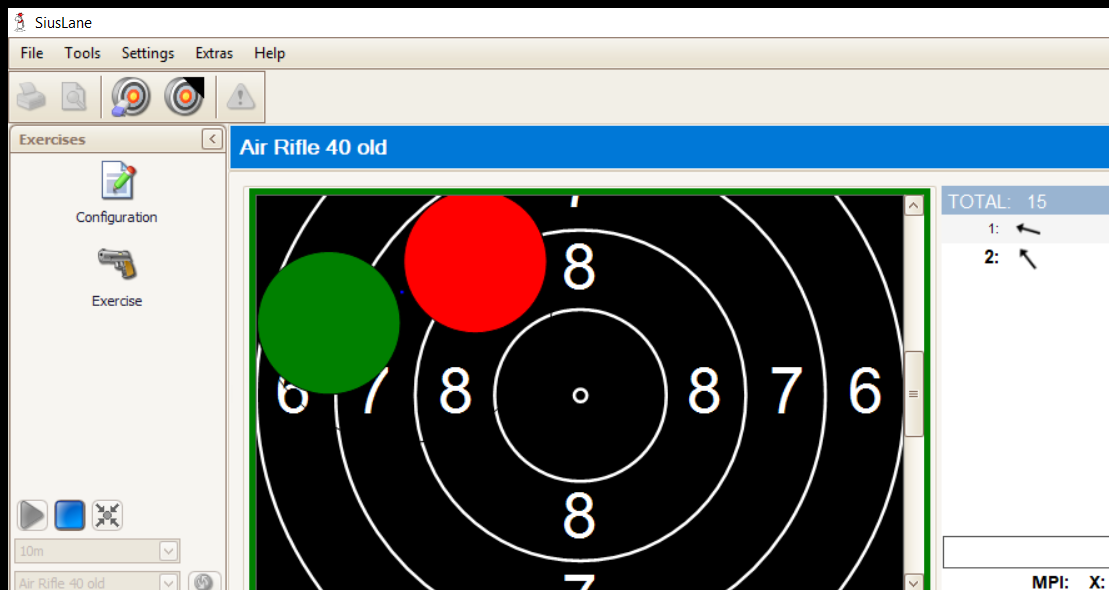 SiusLane
File Tools Settings Extras Help
Exercises
Air Rifle 40 old
Configuration
Exercise
TOTAL: 15
1:
2:
7
8
6 7 8 8 7 6
8
7
10m
Air Rifle 40 old
MPI: X: